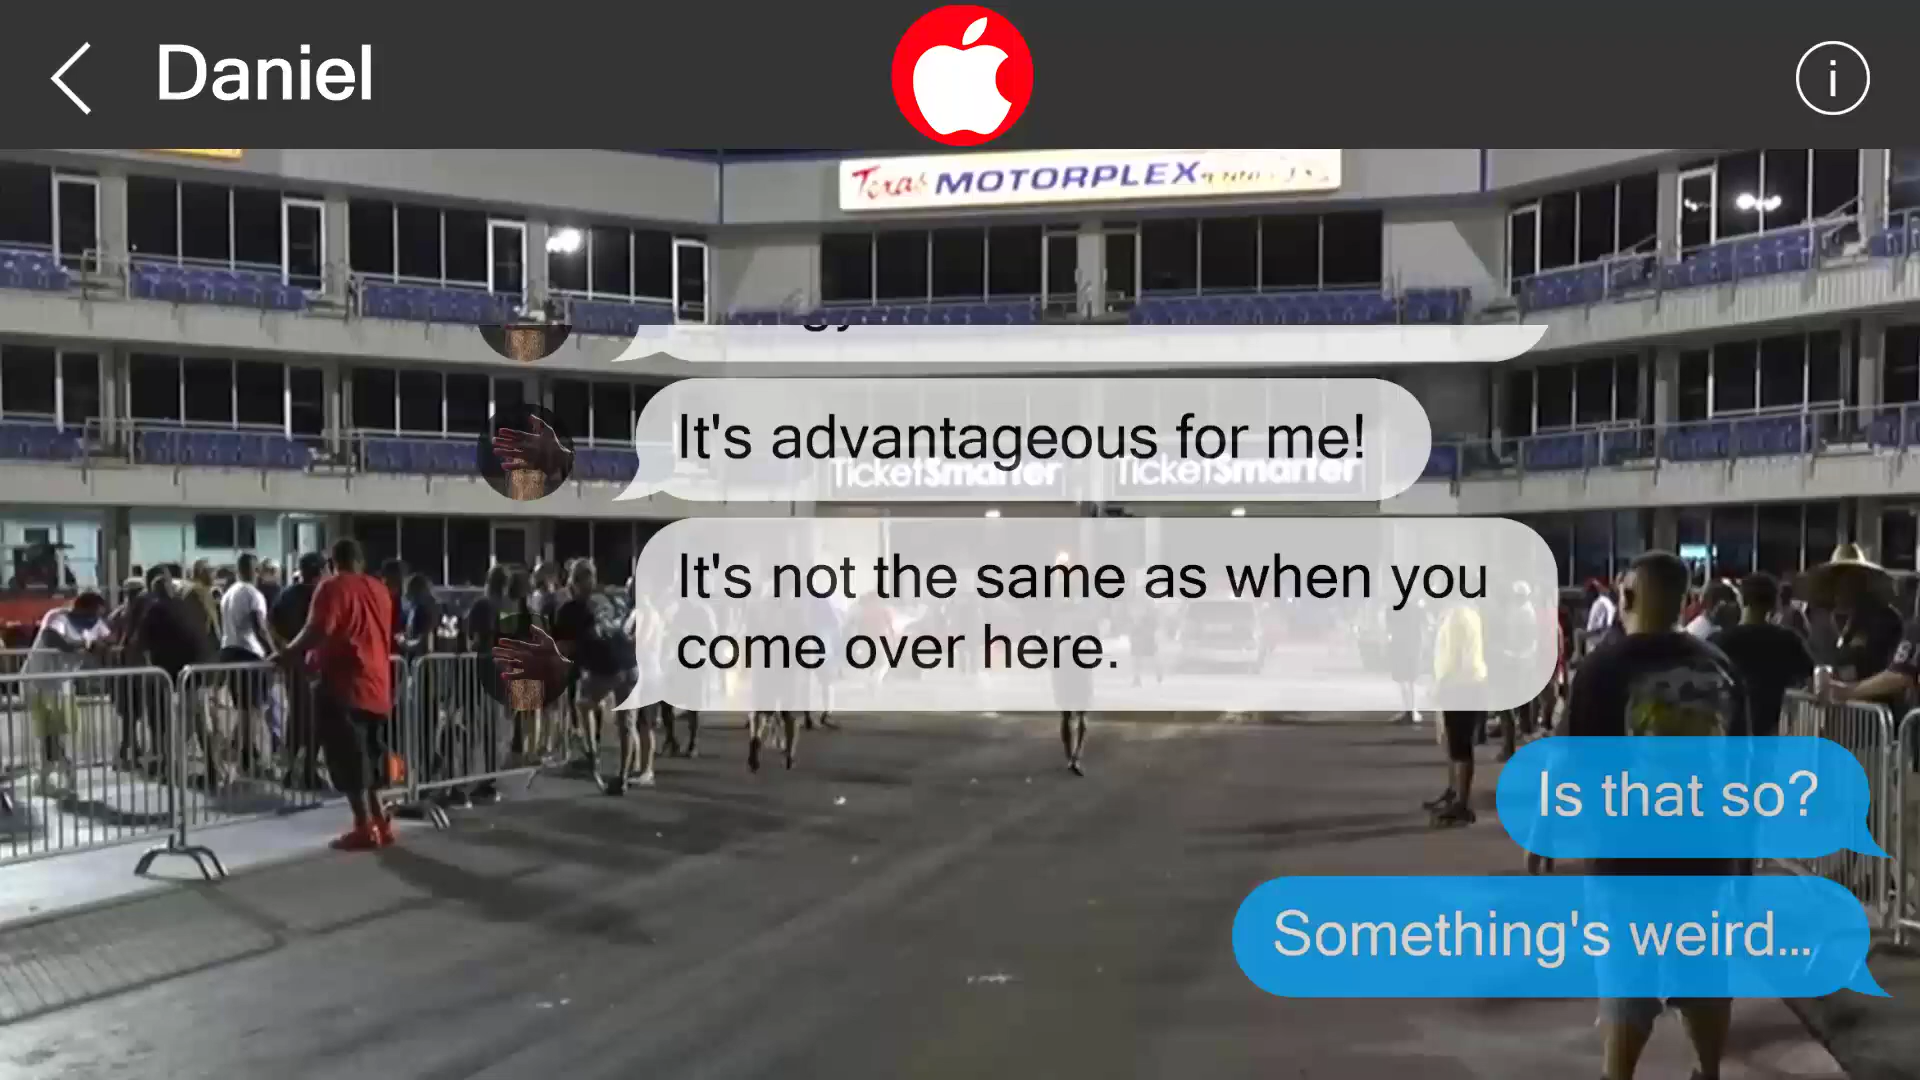 Daniel
Texas MOTORPLEX
It's advantageous for me!
TicketSmarter TicketSmarter
It's not the same as when you
come over here.
Is that so?
Something's weird...